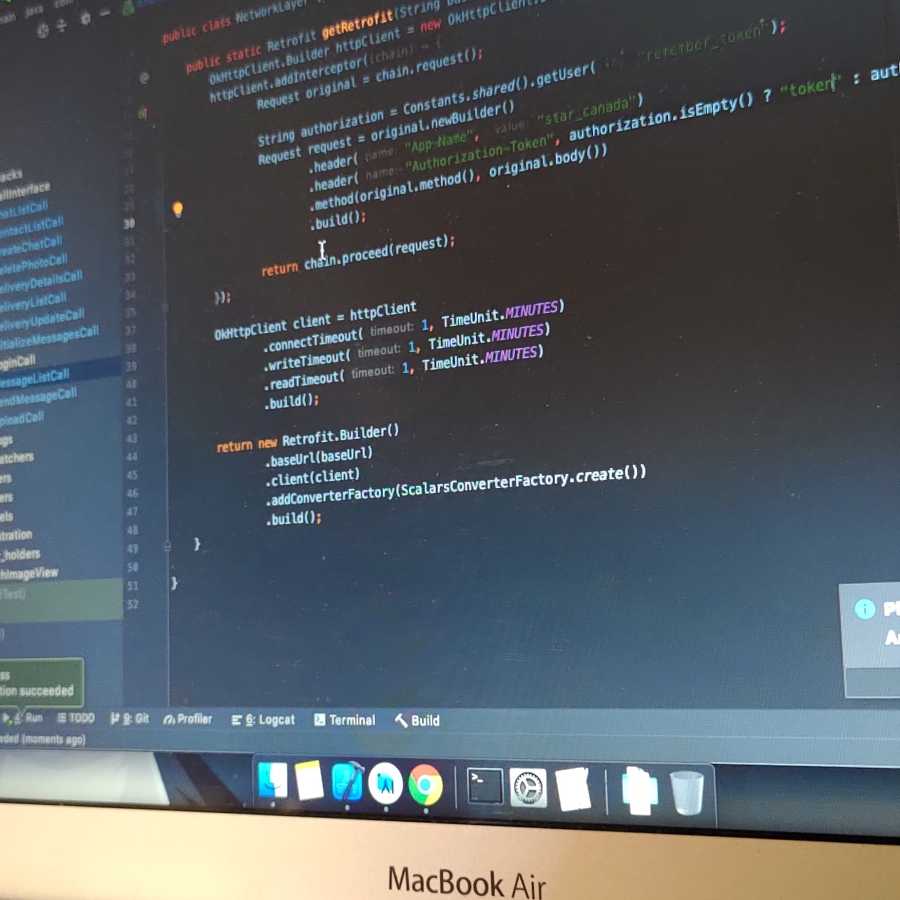 public class NetworkLayer {
public static Retrofit getRetrofit(String
OkHttpClient.Builder httpClient = new OkHttpClient.
httpClient.addInterceptor((chain) → {
Request original = chain.request();
String authorization = Constants.shared().getUser( "remember_token");
Request request = original.newBuilder()
.header( name: "App-Name", value: "star_canada")
.header( name: "Authorization-Token", authorization.isEmpty() ? "token" : aut
.method(original.method(), original.body())
.build();
return chain.proceed(request);
});
OkHttpClient client = httpClient
.connectTimeout( timeout: 1, TimeUnit.MINUTES)
.writeTimeout( timeout: 1, TimeUnit.MINUTES)
.readTimeout( timeout: 1, TimeUnit.MINUTES)
.build();
return new Retrofit.Builder()
.baseUrl(baseUrl)
.client(client)
.addConverterFactory(ScalarsConverterFactory.create())
.build();
}
}
30
31
32
33
34
35
37
38
39
40
41
42
43
44
45
46
47
48
49
50
51
52
java
acks
allInterface
hatListCall
ontactListCall
reateChatCall
eletePhotoCall
eliveryDetailsCall
eliveryListCall
eliveryUpdateCall
itializeMessagesCall
oginCall
essageListCall
endMessageCall
ploadCall
gs
atchers
ers
ers
els
tration
_holders
hImageView
(Test)
ss
tion succeeded
Run
TODO
9: Git
Profiler
6: Logcat
Terminal
Build
eded (moments ago)
MacBook Air